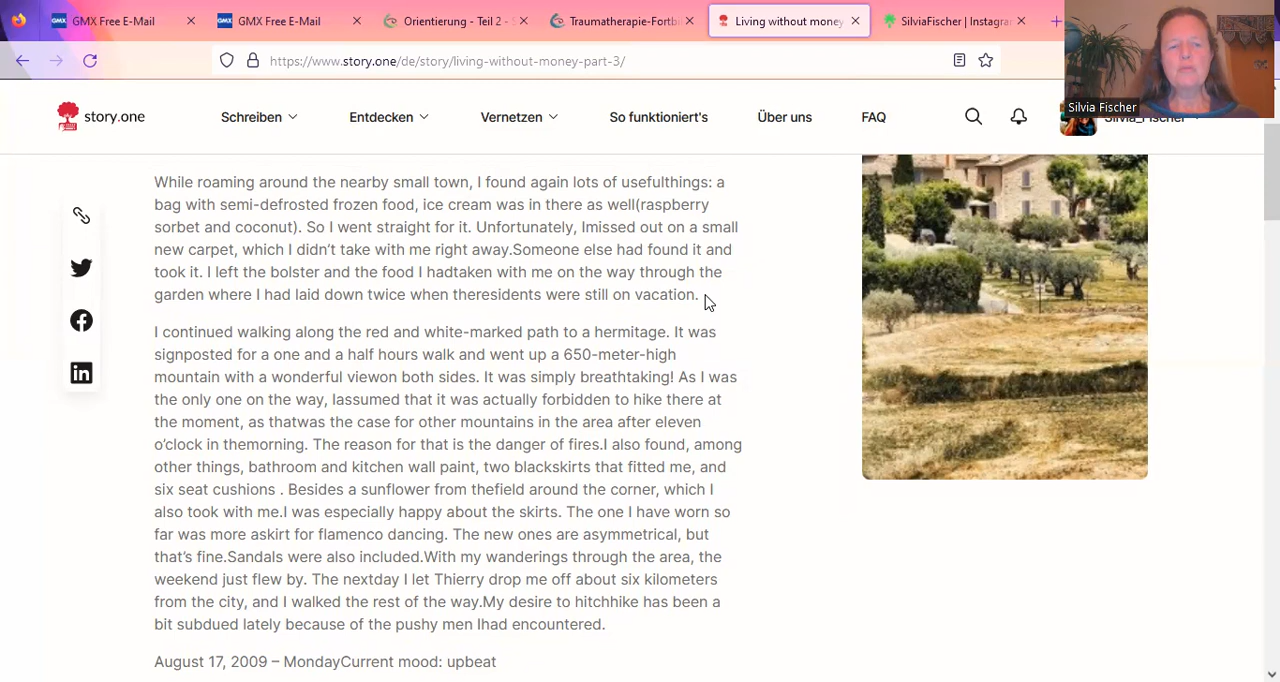 GMX Free E-Mail
GMX Free E-Mail
Orientierung - Teil 2 - S
Traumatherapie-Fortbi
Living without money
SilviaFischer | Instagra
https://www.story.one/de/story/living-without-money-part-3/
Silvia Fischer
story.one
Schreiben
Entdecken
Vernetzen
So funktioniert's
Über uns
FAQ
Silvia_Fischer
While roaming around the nearby small town, I found again lots of usefulthings: a
bag with semi-defrosted frozen food, ice cream was in there as well(raspberry
sorbet and coconut). So I went straight for it. Unfortunately, Imissed out on a small
new carpet, which I didn't take with me right away.Someone else had found it and
took it. I left the bolster and the food I hadtaken with me on the way through the
garden where I had laid down twice when theresidents were still on vacation.
I continued walking along the red and white-marked path to a hermitage. It was
signposted for a one and a half hours walk and went up a 650-meter-high
mountain with a wonderful viewon both sides. It was simply breathtaking! As I was
the only one on the way, Iassumed that it was actually forbidden to hike there at
the moment, as thatwas the case for other mountains in the area after eleven
o'clock in themorning. The reason for that is the danger of fires.I also found, among
other things, bathroom and kitchen wall paint, two blackskirts that fitted me, and
six seat cushions . Besides a sunflower from thefield around the corner, which I
also took with me.I was especially happy about the skirts. The one I have worn so
far was more askirt for flamenco dancing. The new ones are asymmetrical, but
that's fine.Sandals were also included.With my wanderings through the area, the
weekend just flew by. The nextday I let Thierry drop me off about six kilometers
from the city, and I walked the rest of the way.My desire to hitchhike has been a
bit subdued lately because of the pushy men Ihad encountered.
August 17, 2009 – MondayCurrent mood: upbeat